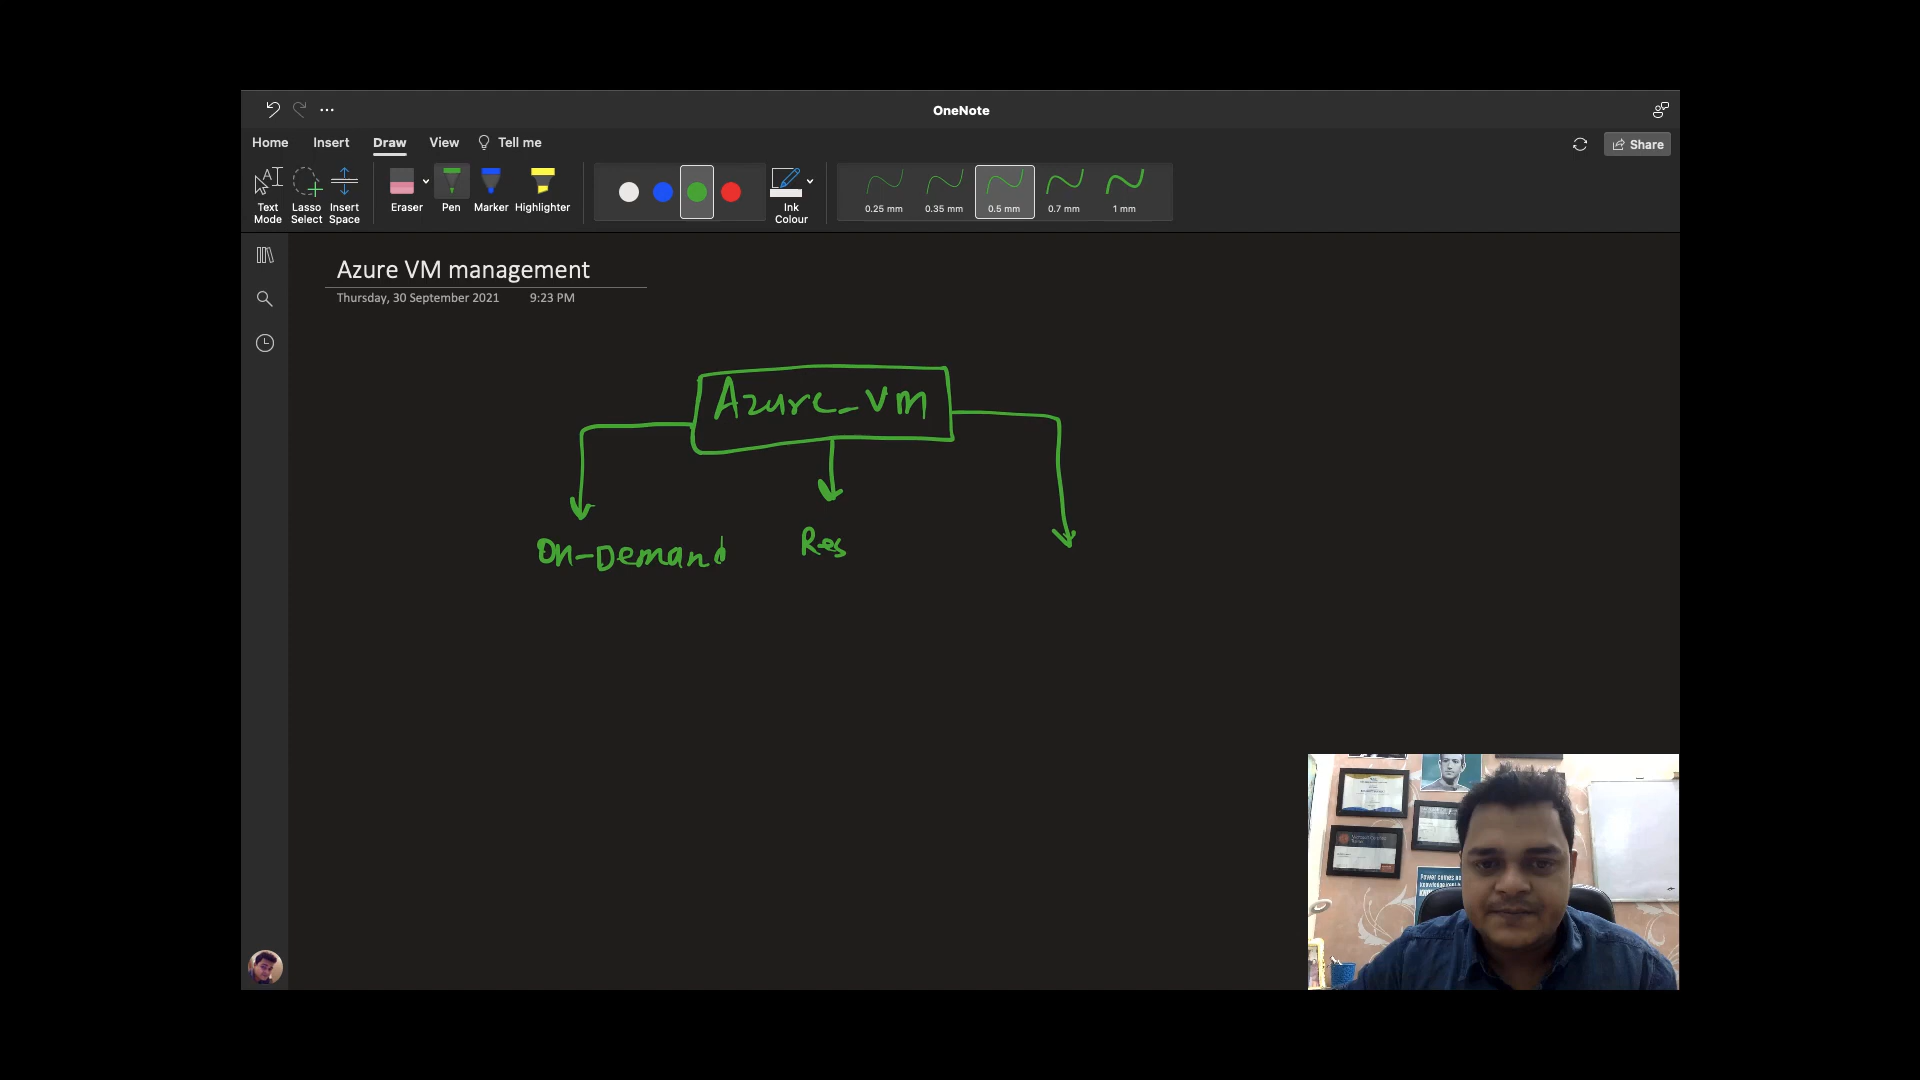 OneNote
Home Insert Draw View Tell me
Share
Text Mode
Lasso Select
Insert Space
Eraser
Pen
Marker
Highlighter
Ink Colour
0.25 mm
0.35 mm
0.5 mm
0.7 mm
1 mm
Azure VM management
Thursday, 30 September 2021 9:23 PM
Azure_VM
On-Demand
Res